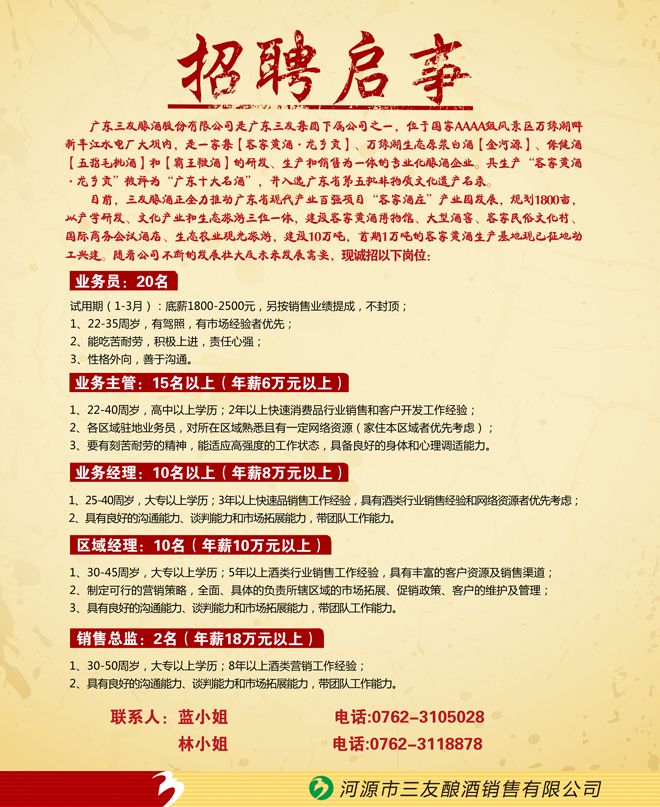 招聘启事
广东三友酿酒股份有限公司是广东三友集团下属公司之一，位于国家AAAA级风景区万绿湖畔
新丰江水电厂大坝内，是一家集【客家黄酒·龙乡贡】、万绿湖生态原浆白酒【金河源】、保健酒
【五指毛桃酒】和【霸王椴酒】的研发、生产和销售为一体的专业化酿酒企业。其生产“客家黄酒
·龙乡贡”被评为“广东十大名酒”，并入选广东省第五批非物质文化遗产名录。
目前，三友酿酒正全力推动广东省现代产业百强项目“客家酒庄”产业园发展，规划1800亩，
从产学研发、文化产业和生态旅游三位一体，建设客家黄酒博物馆、大型酒窖、客家民俗文化村、
国际商务会议酒店、生态农业观光旅游，建设10万吨，首期1万吨的客家黄酒生产基地现已征地动
工兴建。随着公司不断的发展壮大及未来发展需要，现诚招以下岗位：
业务员：20名
试用期（1-3月）：底薪1800-2500元，另按销售业绩提成，不封顶；
1、22-35周岁，有驾照，有市场经验者优先；
2、能吃苦耐劳，积极上进，责任心强；
3、性格外向，善于沟通。
业务主管：15名以上（年薪6万元以上）
1、22-40周岁，高中以上学历；2年以上快速消费品行业销售和客户开发工作经验；
2、各区域驻地业务员，对所在区域熟悉且有一定网络资源（家住本区域者优先考虑）；
3、要有刻苦耐劳的精神，能适应高强度的工作状态，具备良好的身体和心理调适能力。
业务经理：10名以上（年薪8万元以上）
1、25-40周岁，大专以上学历；3年以上快速品销售工作经验，具有酒类行业销售经验和网络资源者优先考虑；
2、具有良好的沟通能力、谈判能力和市场拓展能力，带团队工作能力。
区域经理：10名（年薪10万元以上）
1、30-45周岁，大专以上学历；5年以上酒类行业销售工作经验，具有丰富的客户资源及销售渠道；
2、制定可行的营销策略，全面、具体的负责所辖区域的市场拓展、促销政策、客户的维护及管理；
3、具有良好的沟通能力、谈判能力和市场拓展能力，带团队工作能力。
销售总监：2名（年薪18万元以上）
1、30-50周岁，大专以上学历；8年以上酒类营销工作经验；
2、具有良好的沟通能力、谈判能力和市场拓展能力，带团队工作能力。
联系人：蓝小姐 电话:0762-3105028
林小姐 电话:0762-3118878
河源市三友酿酒销售有限公司